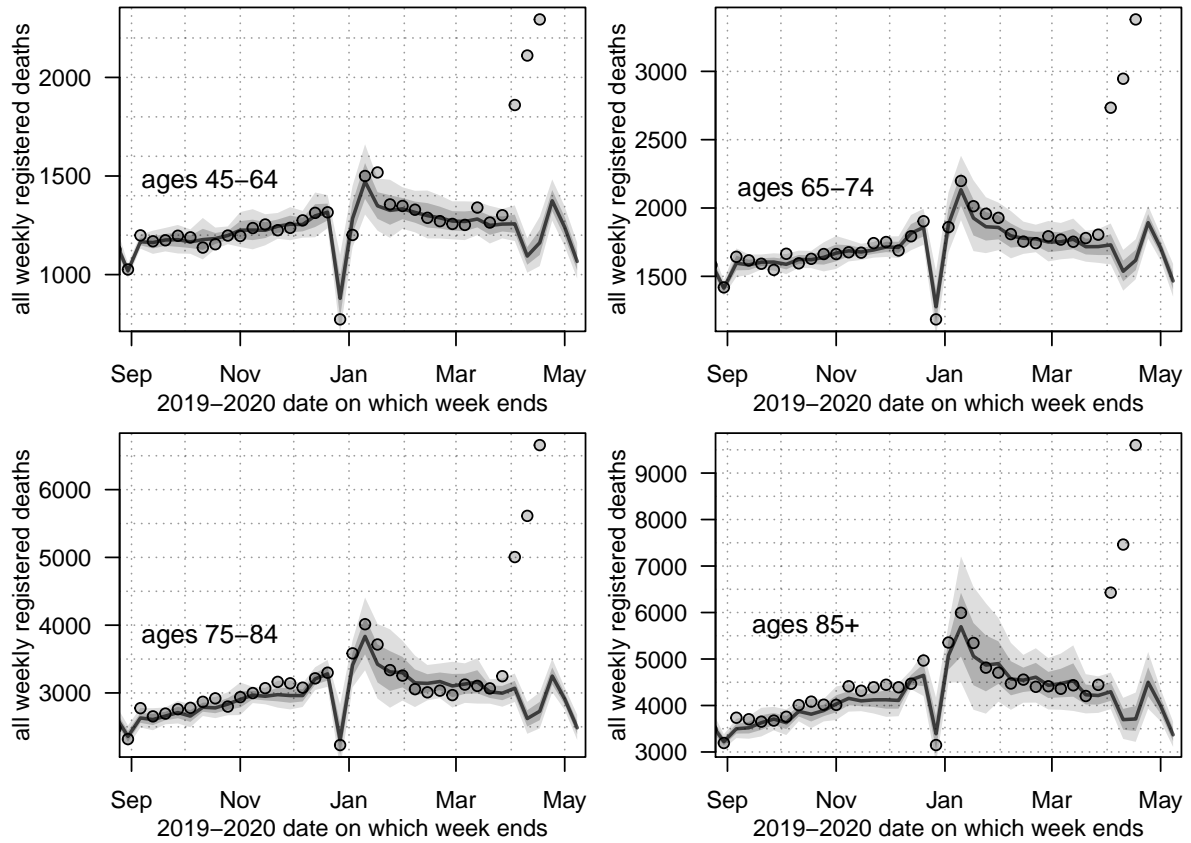 all weekly registered deaths
2000
1500
1000
ages 45–64
Sep Nov Jan Mar May
2019–2020 date on which week ends
all weekly registered deaths
3000
2500
2000
1500
ages 65–74
Sep Nov Jan Mar May
2019–2020 date on which week ends
all weekly registered deaths
6000
5000
4000
3000
ages 75–84
Sep Nov Jan Mar May
2019–2020 date on which week ends
all weekly registered deaths
9000
8000
7000
6000
5000
4000
3000
ages 85+
Sep Nov Jan Mar May
2019–2020 date on which week ends